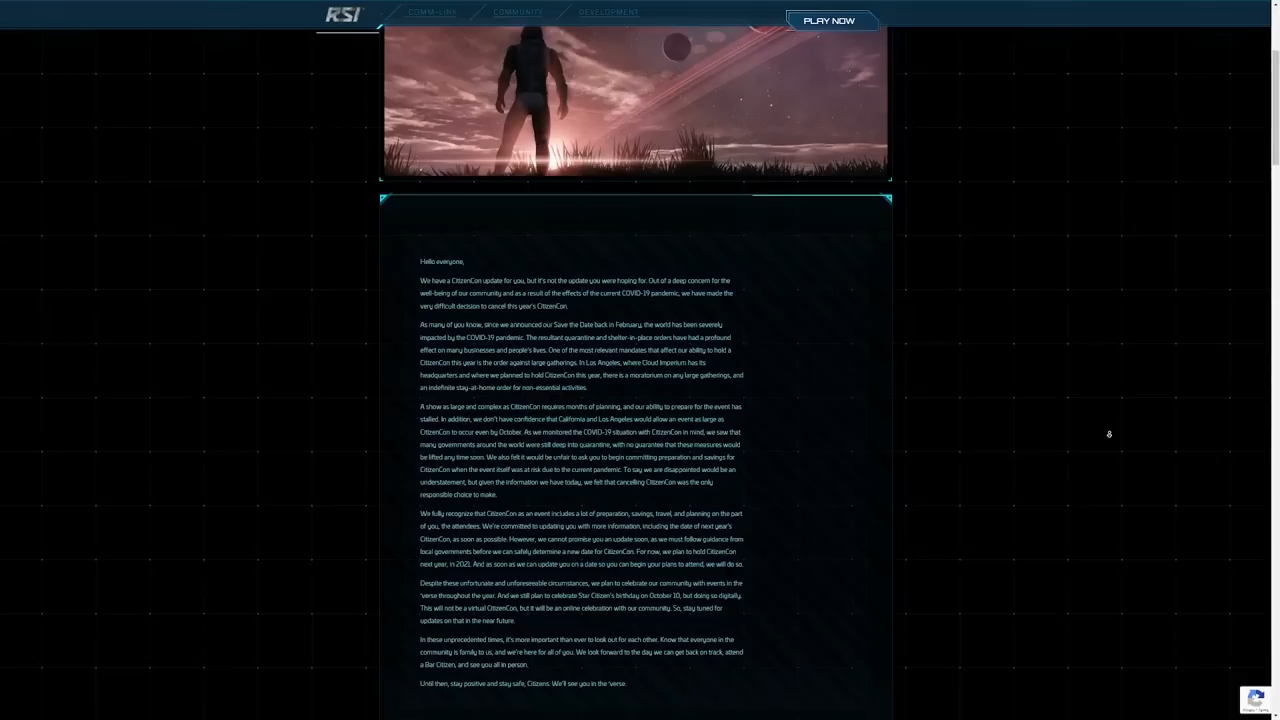 RSI
COMM-LINK
COMMUNITY
DEVELOPMENT
PLAY NOW
Hello everyone,
We have a CitizenCon update for you, but it's not the update you were hoping for. Out of a deep concern for the
well-being of our community and as a result of the effects of the current COVID-19 pandemic, we have made the
very difficult decision to cancel this year's CitizenCon.
As many of you know, since we announced our Save the Date back in February, the world has been severely
impacted by the COVID-19 pandemic. The resultant quarantine and shelter-in-place orders have had a profound
effect on many businesses and people's lives. One of the most relevant mandates that affect our ability to hold a
CitizenCon this year is the order against large gatherings. In Los Angeles, where Cloud Imperium has its
headquarters and where we planned to hold CitizenCon this year, there is a moratorium on any large gatherings, and
an indefinite stay-at-home order for non-essential activities.
A show as large and complex as CitizenCon requires months of planning, and our ability to prepare for the event has
stalled. In addition, we don't have confidence that California and Los Angeles would allow an event as large as
CitizenCon to occur even by October. As we monitored the COVID-19 situation with CitizenCon in mind, we saw that
many governments around the world were still deep into quarantine, with no guarantee that these measures would
be lifted any time soon. We also felt it would be unfair to ask you to begin committing preparation and savings for
CitizenCon when the event itself was at risk due to the current pandemic. To say we are disappointed would be an
understatement, but given the information we have today, we felt that cancelling CitizenCon was the only
responsible choice to make.
We fully recognize that CitizenCon as an event includes a lot of preparation, savings, travel, and planning on the part
of you, the attendees. We're committed to updating you with more information, including the date of next year's
CitizenCon, as soon as possible. However, we cannot promise you an update soon, as we must follow guidance from
local governments before we can safely determine a new date for CitizenCon. For now, we plan to hold CitizenCon
next year, in 2021. And as soon as we can update you on a date so you can begin your plans to attend, we will do so.
Despite these unfortunate and unforeseeable circumstances, we plan to celebrate our community with events in the
'verse throughout the year. And we still plan to celebrate Star Citizen's birthday on October 10, but doing so digitally.
This will not be a virtual CitizenCon, but it will be an online celebration with our community. So, stay tuned for
updates on that in the near future.
In these unprecedented times, it's more important than ever to look out for each other. Know that everyone in the
community is family to us, and we're here for all of you. We look forward to the day we can get back on track, attend
a Bar Citizen, and see you all in person.
Until then, stay positive and stay safe, Citizens. We'll see you in the 'verse.